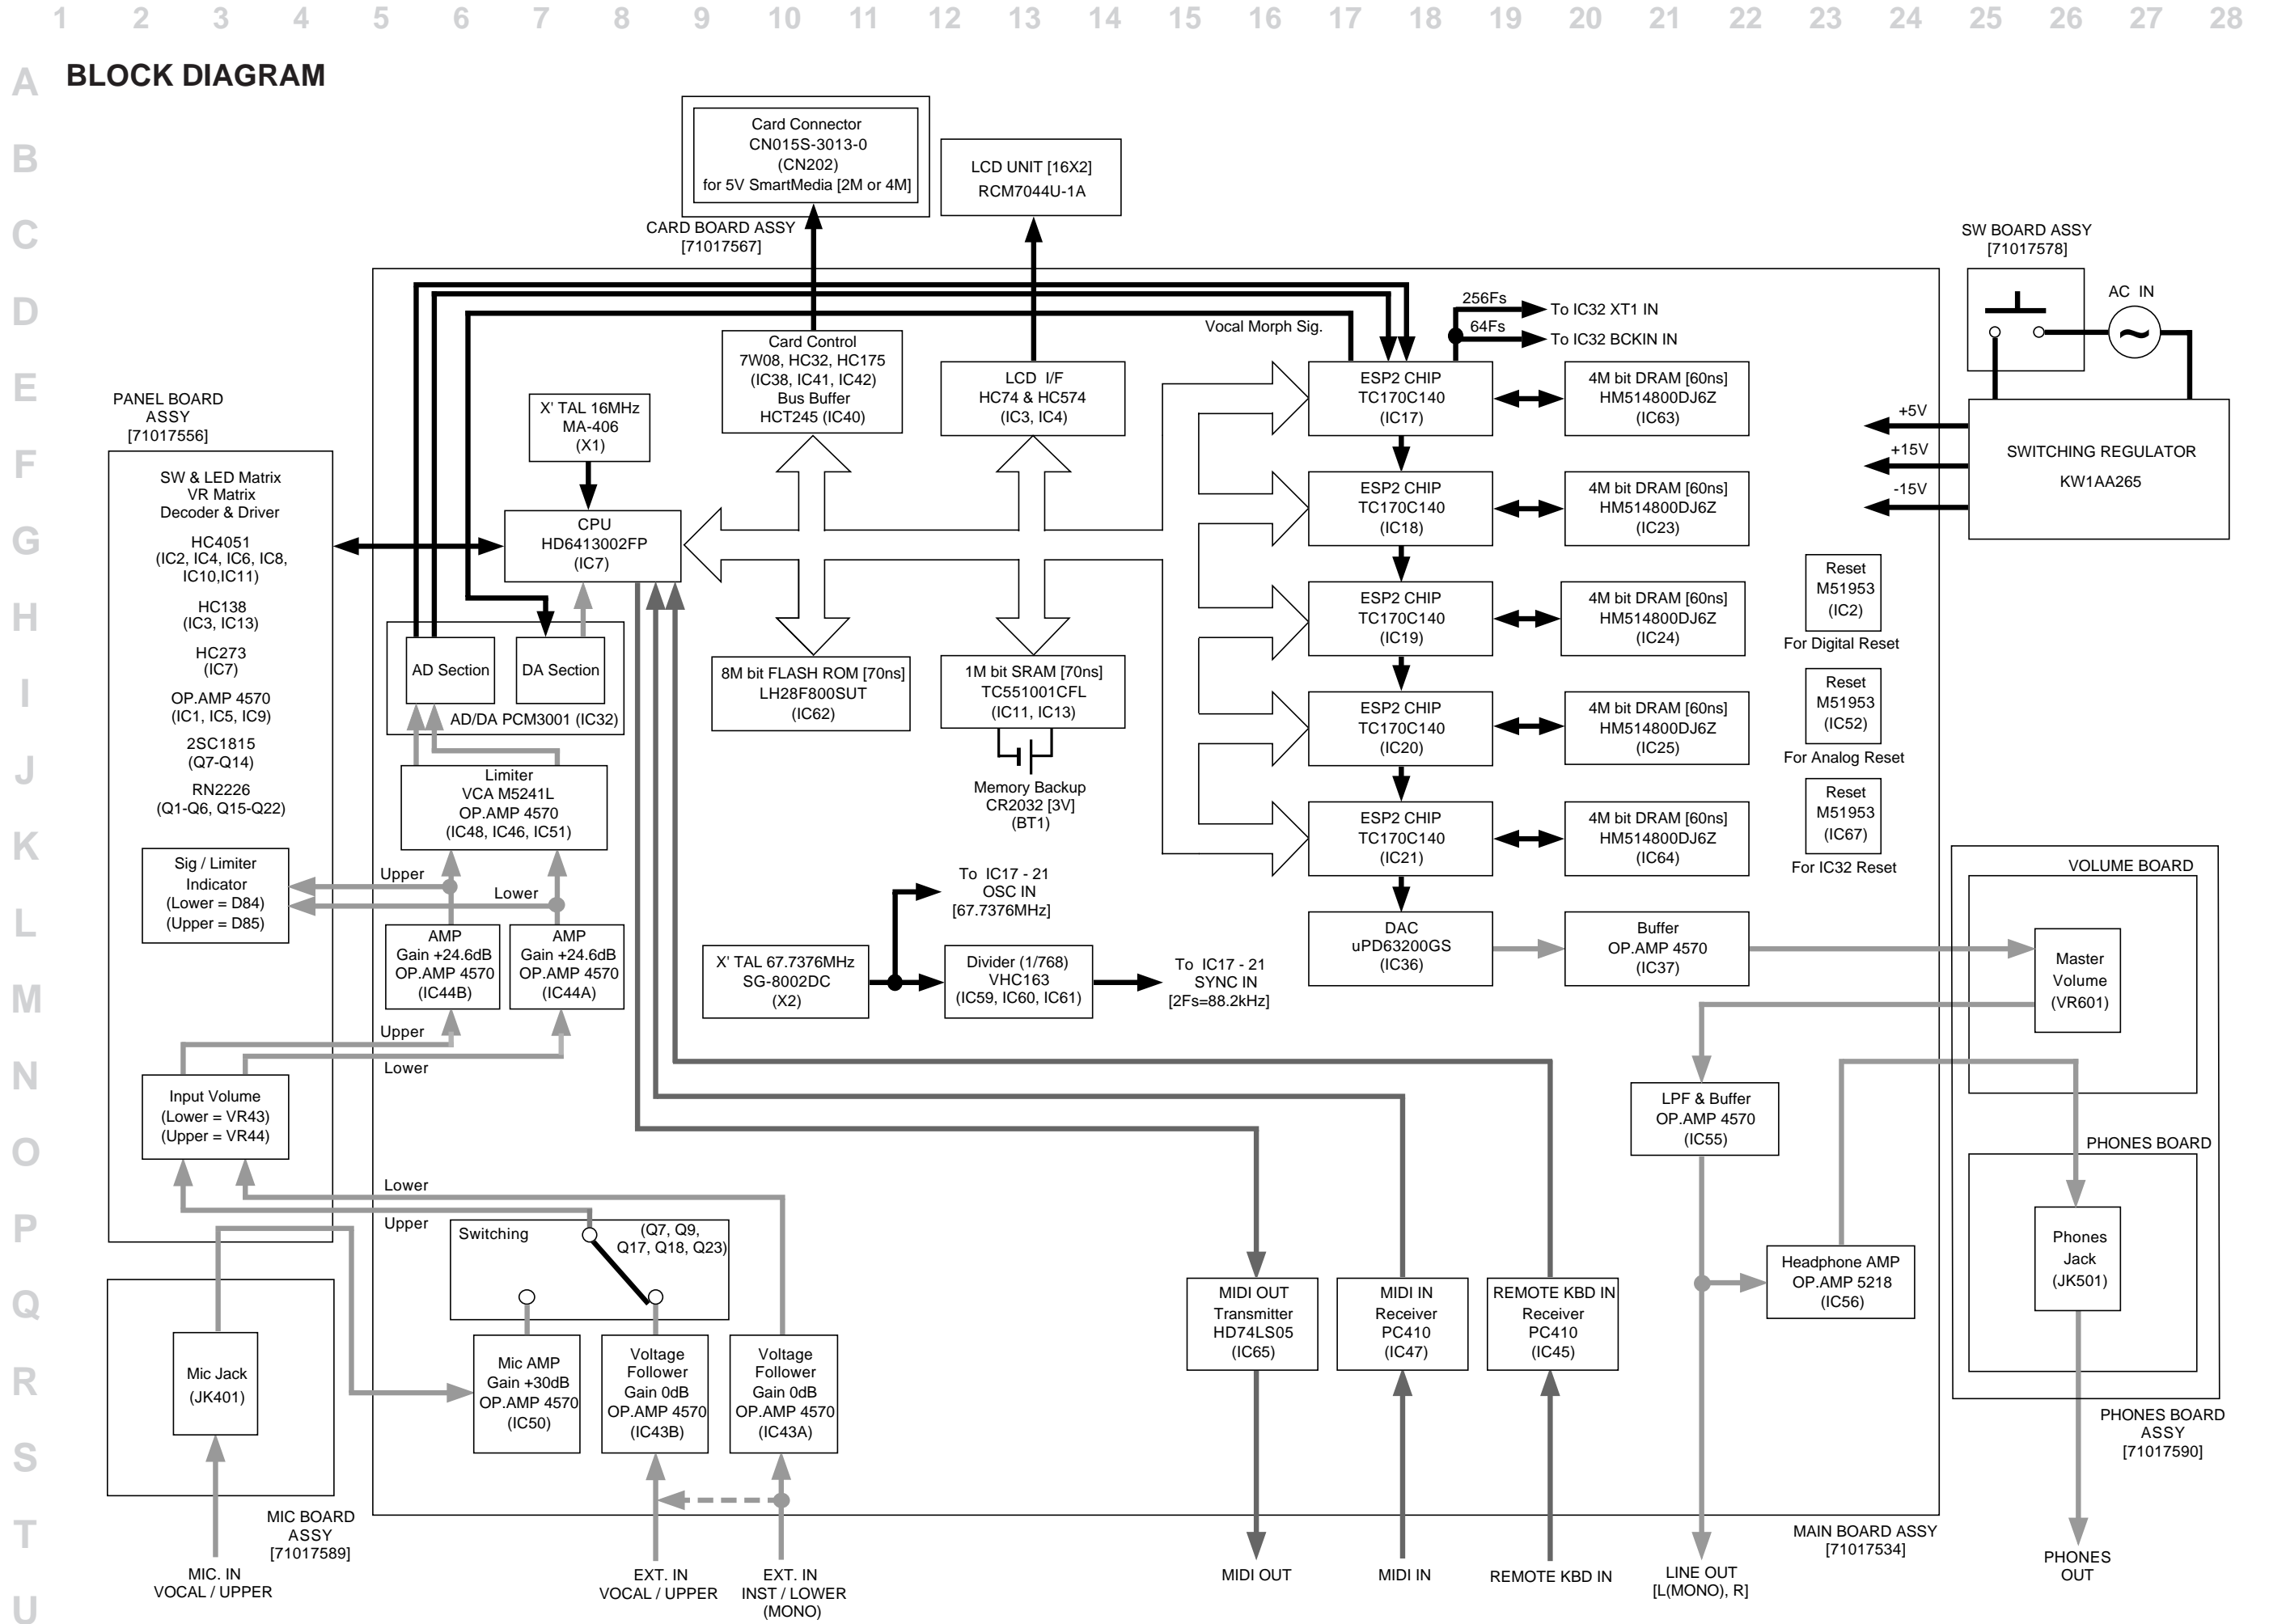 1 2 3 4 5 6 7 8 9 10 11 12 13 14 15 16 17 18 19 20 21 22 23 24 25 26 27 28
A
B
C
D
E
F
G
H
I
J
K
L
M
N
O
P
Q
R
S
T
U
BLOCK DIAGRAM
Card Connector
CN015S-3013-0
(CN202)
for 5V SmartMedia [2M or 4M]
CARD BOARD ASSY
[71017567]
LCD UNIT [16X2]
RCM7044U-1A
SW BOARD ASSY
[71017578]
AC IN
~
256Fs
To IC32 XT1 IN
64Fs
To IC32 BCKIN IN
Vocal Morph Sig.
Card Control
7W08, HC32, HC175
(IC38, IC41, IC42)
Bus Buffer
HCT245 (IC40)
LCD I/F
HC74 & HC574
(IC3, IC4)
X' TAL 16MHz
MA-406
(X1)
CPU
HD6413002FP
(IC7)
PANEL BOARD
ASSY
[71017556]
SW & LED Matrix
VR Matrix
Decoder & Driver
HC4051
(IC2, IC4, IC6, IC8,
IC10,IC11)
HC138
(IC3, IC13)
HC273
(IC7)
OP.AMP 4570
(IC1, IC5, IC9)
2SC1815
(Q7-Q14)
RN2226
(Q1-Q6, Q15-Q22)
Sig / Limiter
Indicator
(Lower = D84)
(Upper = D85)
Input Volume
(Lower = VR43)
(Upper = VR44)
AD Section
DA Section
AD/DA PCM3001 (IC32)
Limiter
VCA M5241L
OP.AMP 4570
(IC48, IC46, IC51)
Upper
Lower
AMP
Gain +24.6dB
OP.AMP 4570
(IC44B)
AMP
Gain +24.6dB
OP.AMP 4570
(IC44A)
Upper
Lower
8M bit FLASH ROM [70ns]
LH28F800SUT
(IC62)
1M bit SRAM [70ns]
TC551001CFL
(IC11, IC13)
Memory Backup
CR2032 [3V]
(BT1)
To IC17 - 21
OSC IN
[67.7376MHz]
X' TAL 67.7376MHz
SG-8002DC
(X2)
Divider (1/768)
VHC163
(IC59, IC60, IC61)
To IC17 - 21
SYNC IN
[2Fs=88.2kHz]
ESP2 CHIP
TC170C140
(IC17)
4M bit DRAM [60ns]
HM514800DJ6Z
(IC63)
ESP2 CHIP
TC170C140
(IC18)
4M bit DRAM [60ns]
HM514800DJ6Z
(IC23)
ESP2 CHIP
TC170C140
(IC19)
4M bit DRAM [60ns]
HM514800DJ6Z
(IC24)
ESP2 CHIP
TC170C140
(IC20)
4M bit DRAM [60ns]
HM514800DJ6Z
(IC25)
ESP2 CHIP
TC170C140
(IC21)
4M bit DRAM [60ns]
HM514800DJ6Z
(IC64)
DAC
uPD63200GS
(IC36)
Buffer
OP.AMP 4570
(IC37)
+5V
+15V
-15V
SWITCHING REGULATOR
KW1AA265
Reset
M51953
(IC2)
For Digital Reset
Reset
M51953
(IC52)
For Analog Reset
Reset
M51953
(IC67)
For IC32 Reset
VOLUME BOARD
Master
Volume
(VR601)
PHONES BOARD
Phones
Jack
(JK501)
PHONES BOARD
ASSY
[71017590]
LPF & Buffer
OP.AMP 4570
(IC55)
Headphone AMP
OP.AMP 5218
(IC56)
Lower
Upper
Switching
(Q7, Q9,
Q17, Q18, Q23)
Mic Jack
(JK401)
Mic AMP
Gain +30dB
OP.AMP 4570
(IC50)
Voltage
Follower
Gain 0dB
OP.AMP 4570
(IC43B)
Voltage
Follower
Gain 0dB
OP.AMP 4570
(IC43A)
MIDI OUT
Transmitter
HD74LS05
(IC65)
MIDI IN
Receiver
PC410
(IC47)
REMOTE KBD IN
Receiver
PC410
(IC45)
MIC BOARD
ASSY
[71017589]
MAIN BOARD ASSY
[71017534]
MIC. IN
VOCAL / UPPER
EXT. IN
VOCAL / UPPER
EXT. IN
INST / LOWER
(MONO)
MIDI OUT
MIDI IN
REMOTE KBD IN
LINE OUT
[L(MONO), R]
PHONES
OUT